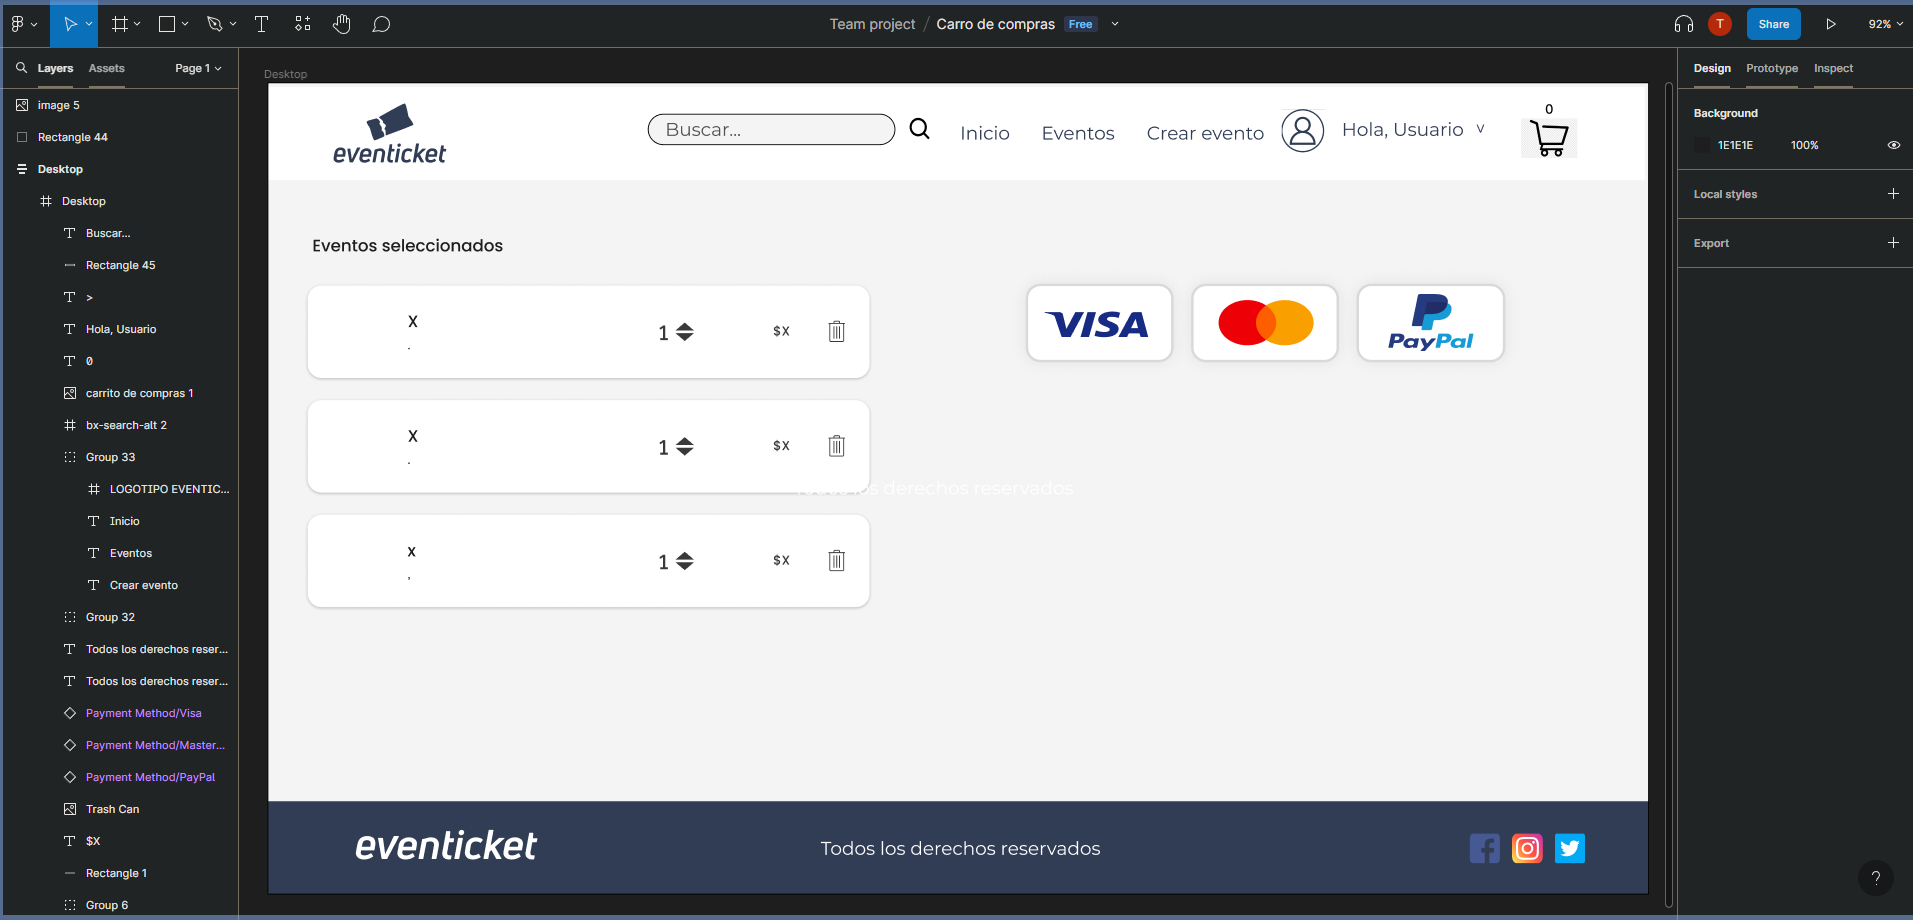 Team project / Carro de compras Free
T
Share
92%
Layers
Assets
Page 1
Design
Prototype
Inspect
image 5
Rectangle 44
Desktop
Desktop
Buscar...
Rectangle 45
>
Hola, Usuario
0
carrito de compras 1
bx-search-alt 2
Group 33
LOGOTIPO EVENTIC...
Inicio
Eventos
Crear evento
Group 32
Todos los derechos reser...
Todos los derechos reser...
Payment Method/Visa
Payment Method/Master...
Payment Method/PayPal
Trash Can
$X
Rectangle 1
Group 6
Desktop
eventicket
Buscar...
Inicio
Eventos
Crear evento
Hola, Usuario
0
Eventos seleccionados
X
.
1
$X
VISA
PayPal
X
.
1
$X
Todos los derechos reservados
x
,
1
$X
eventicket
Todos los derechos reservados
Background
1E1E1E
100%
Local styles
Export
?